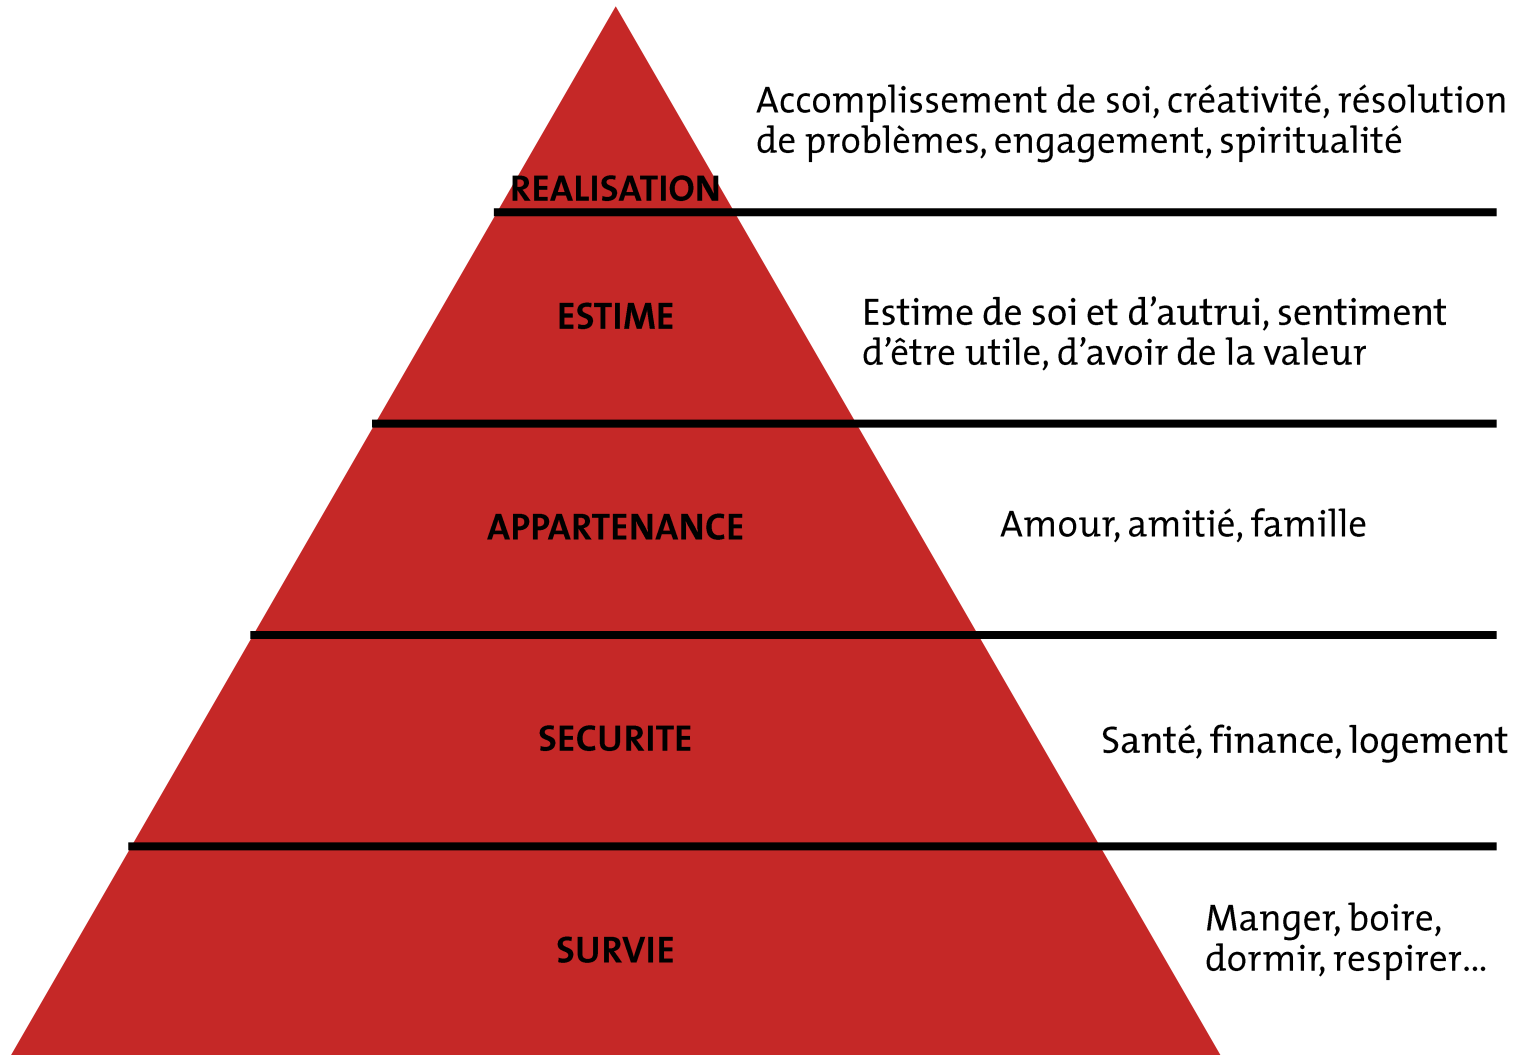 Accomplissement de soi, créativité, résolution
de problèmes, engagement, spiritualité
REALISATION
ESTIME
Estime de soi et d’autrui, sentiment
d’être utile, d’avoir de la valeur
APPARTENANCE
Amour, amitié, famille
SECURITE
Santé, finance, logement
SURVIE
Manger, boire,
dormir, respirer...